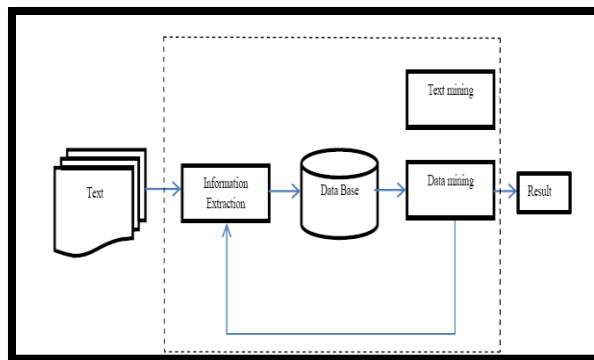 Text mining
Text
Information
Extraction
Data Base
Data mining
Result